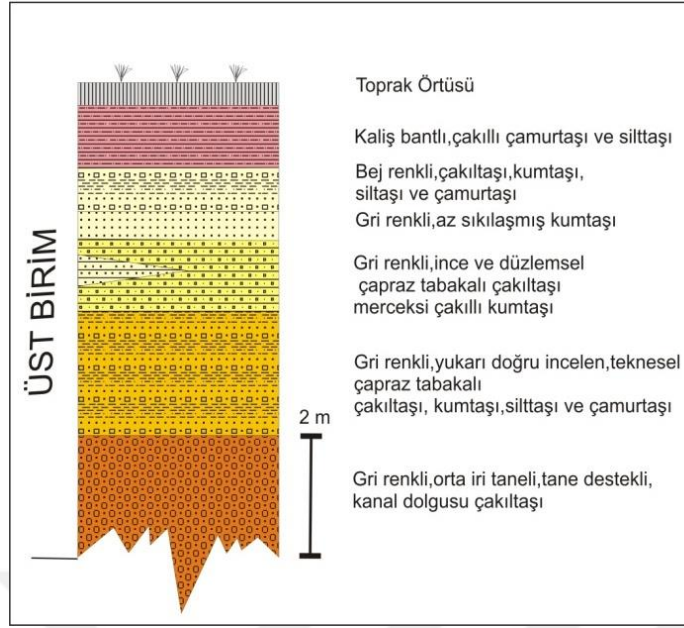 Toprak Örtüsü
Kaliş bantlı,çakıllı çamurtaşı ve silttaşı
Bej renkli,çakıltaşı,kumtaşı,
siltaşı ve çamurtaşı
Gri renkli,az sıkılaşmış kumtaşı
Gri renkli,ince ve düzlemsel
çapraz tabakalı çakıltaşı
merceksi çakıllı kumtaşı
Gri renkli,yukarı doğru incelen,teknesel
çapraz tabakalı
çakıltaşı, kumtaşı,silttaşı ve çamurtaşı
Gri renkli,orta iri taneli,tane destekli,
kanal dolgusu çakıltaşı
ÜST BİRİM
2 m